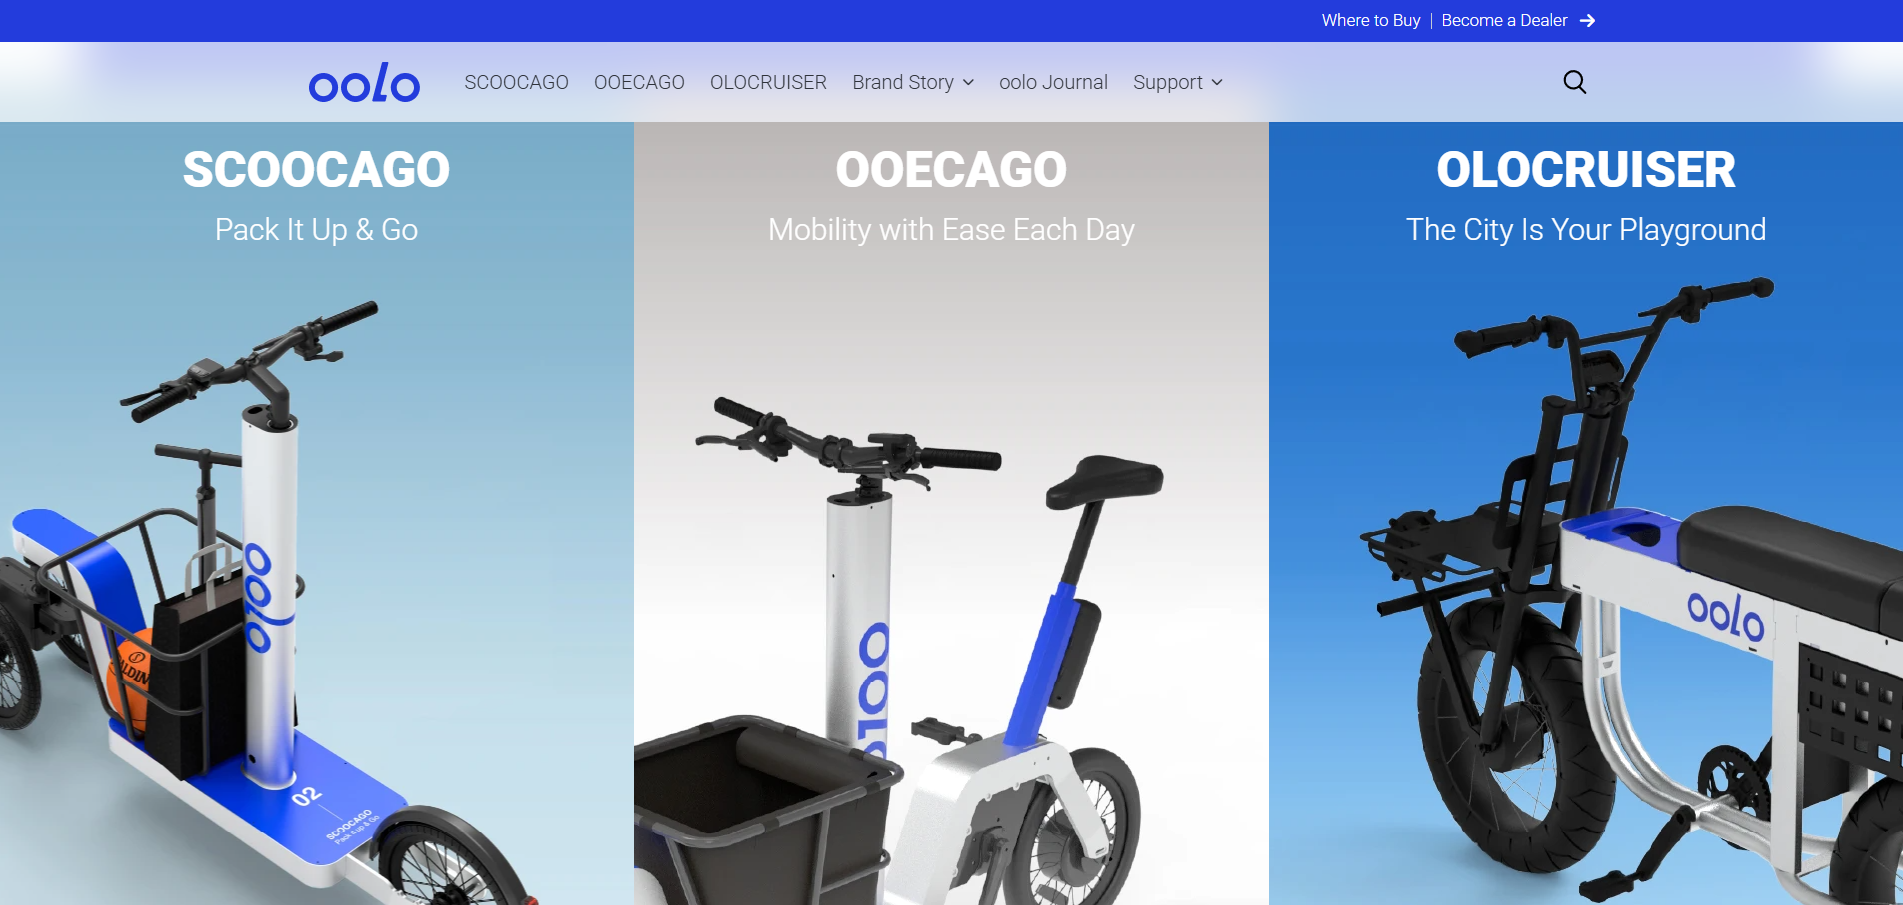 Where to Buy | Become a Dealer
oolo
SCOOCAGO OOECAGO OLOCRUISER Brand Story oolo Journal Support
SCOOCAGO
Pack It Up & Go
OOECAGO
Mobility with Ease Each Day
OLOCRUISER
The City Is Your Playground
oolo
oolo
oolo
02
SCOOCAGO
Pack it up & Go